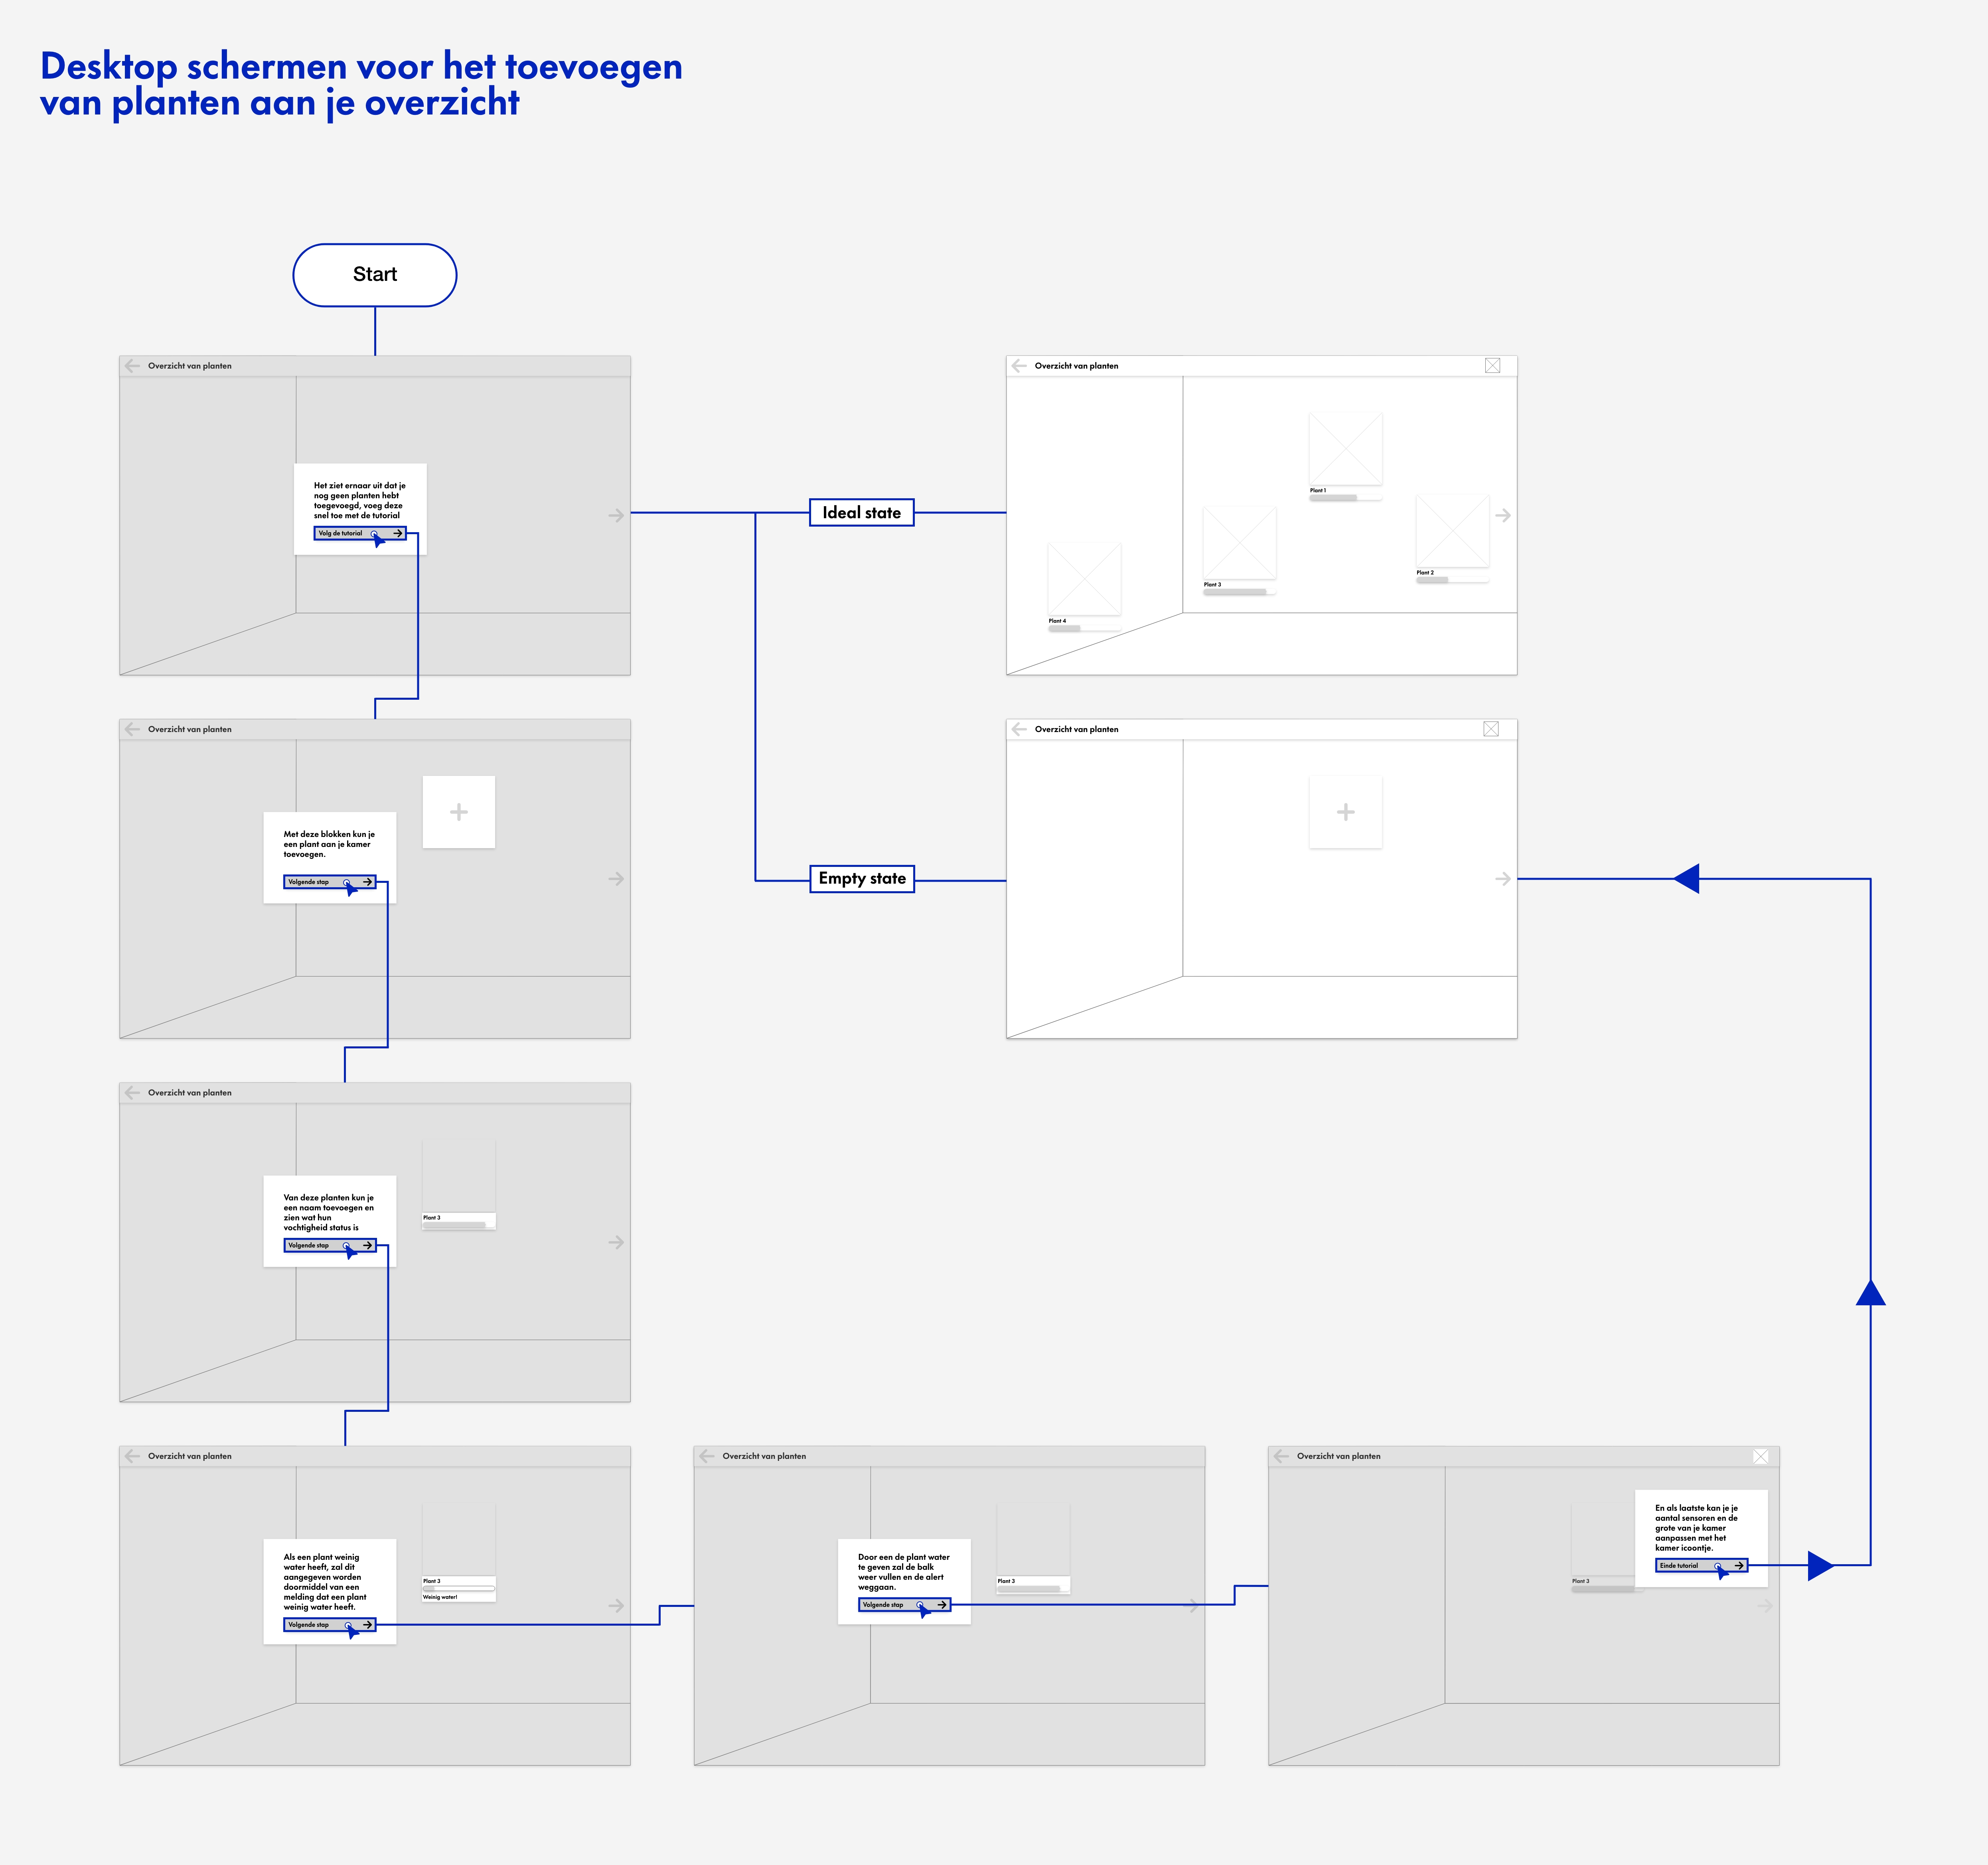 Desktop schermen voor het toevoegen
van planten aan je overzicht
Start
Overzicht van planten
Het ziet ernaar uit dat je
nog geen planten hebt
toegevoegd, voeg deze
snel toe met de tutorial
Volg de tutorial
Ideal state
Overzicht van planten
Plant 1
Plant 2
Plant 3
Plant 4
Overzicht van planten
Met deze blokken kun je
een plant aan je kamer
toevoegen.
Volgende stap
Empty state
Overzicht van planten
Overzicht van planten
Van deze planten kun je
een naam toevoegen en
zien wat hun
vochtigheid status is
Volgende stap
Plant 3
Overzicht van planten
Als een plant weinig
water heeft, zal dit
aangegeven worden
doormiddel van een
melding dat een plant
weinig water heeft.
Volgende stap
Plant 3
Weinig water!
Overzicht van planten
Door een de plant water
te geven zal de balk
weer vullen en de alert
weggaan.
Volgende stap
Plant 3
Overzicht van planten
En als laatste kan je je
aantal sensoren en de
grote van je kamer
aanpassen met het
kamer icoontje.
Einde tutorial
Plant 3